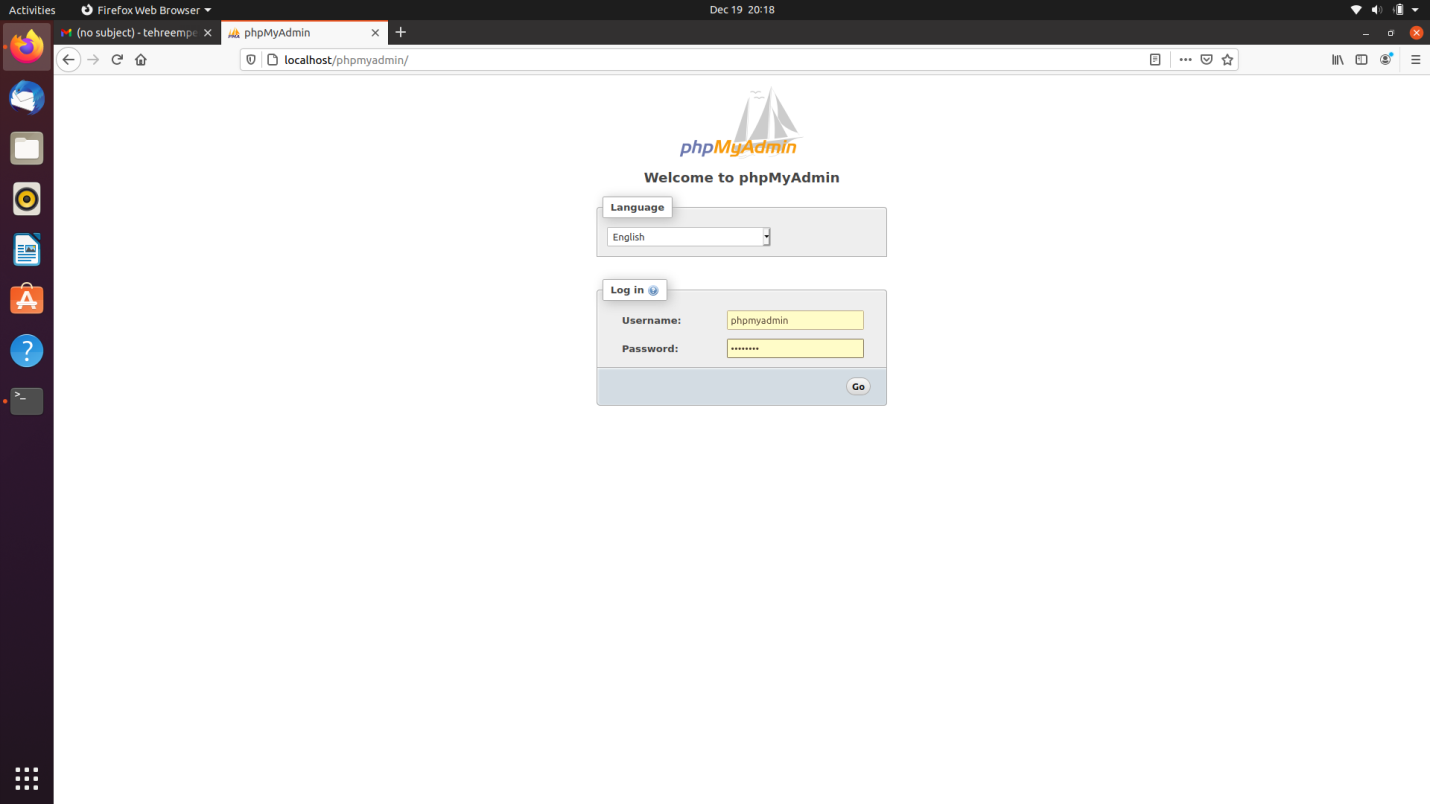 Activities Firefox Web Browser Dec 19 20:18
(no subject) - tehreempe phpMyAdmin
localhost/phpmyadmin/
phpMyAdmin
Welcome to phpMyAdmin
Language
English
Log in
Username: phpmyadmin
Password: ••••••••
Go